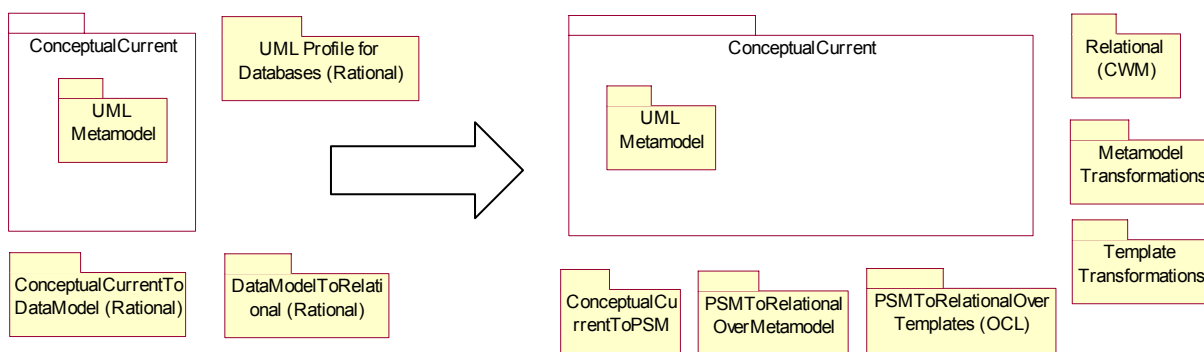 ConceptualCurrent
UML
Metamodel
UML Profile for
Databases (Rational)
ConceptualCurrentTo
DataModel (Rational)
DataModelToRelati
onal (Rational)
ConceptualCurrent
UML
Metamodel
Relational
(CWM)
Metamodel
Transformations
Template
Transformations
ConceptualCu
rrentToPSM
PSMToRelational
OverMetamodel
PSMToRelationalOver
Templates (OCL)